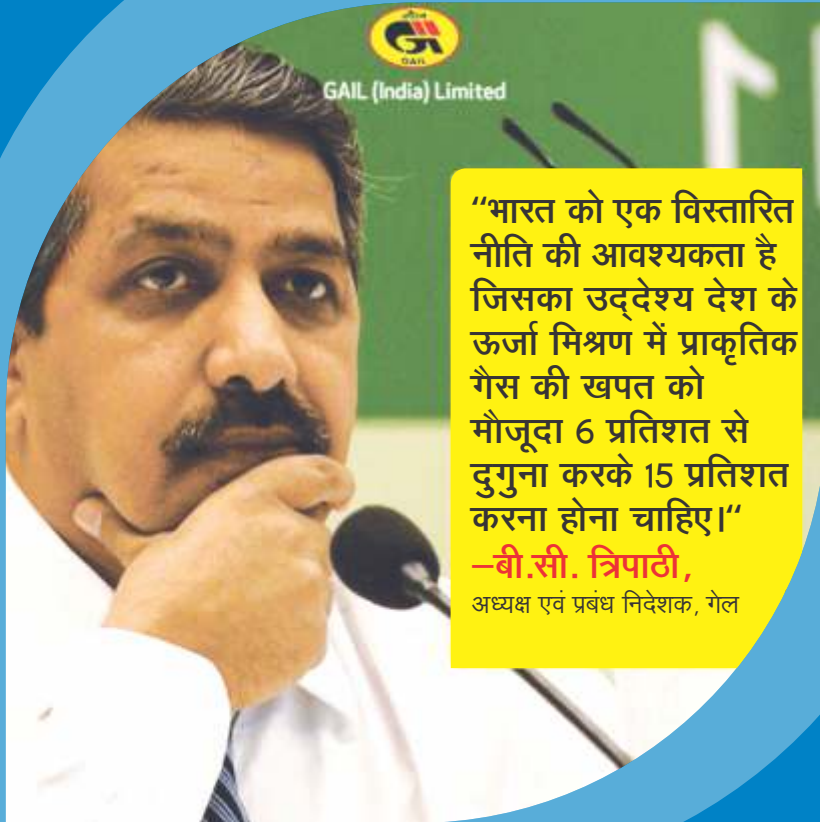 गेल
GAIL
GAIL (India) Limited
“भारत को एक विस्तारित
नीति की आवश्यकता है
जिसका उद्देश्य देश के
ऊर्जा मिश्रण में प्राकृतिक
गैस की खपत को
मौजूदा 6 प्रतिशत से
दुगुना करके 15 प्रतिशत
करना होना चाहिए।“
–बी.सी. त्रिपाठी,
अध्यक्ष एवं प्रबंध निदेशक, गेल